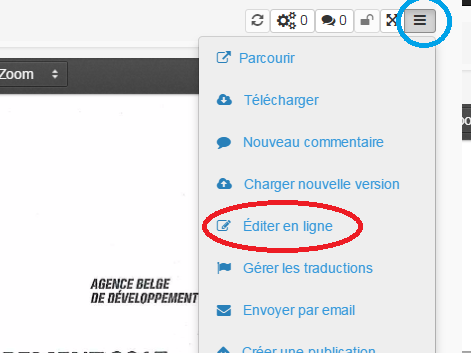 0 0
Zoom
Parcourir
Télécharger
Nouveau commentaire
Charger nouvelle version
Éditer en ligne
AGENCE BELGE
DE DÉVELOPPEMENT
Gérer les traductions
Envoyer par email
Créer une publication